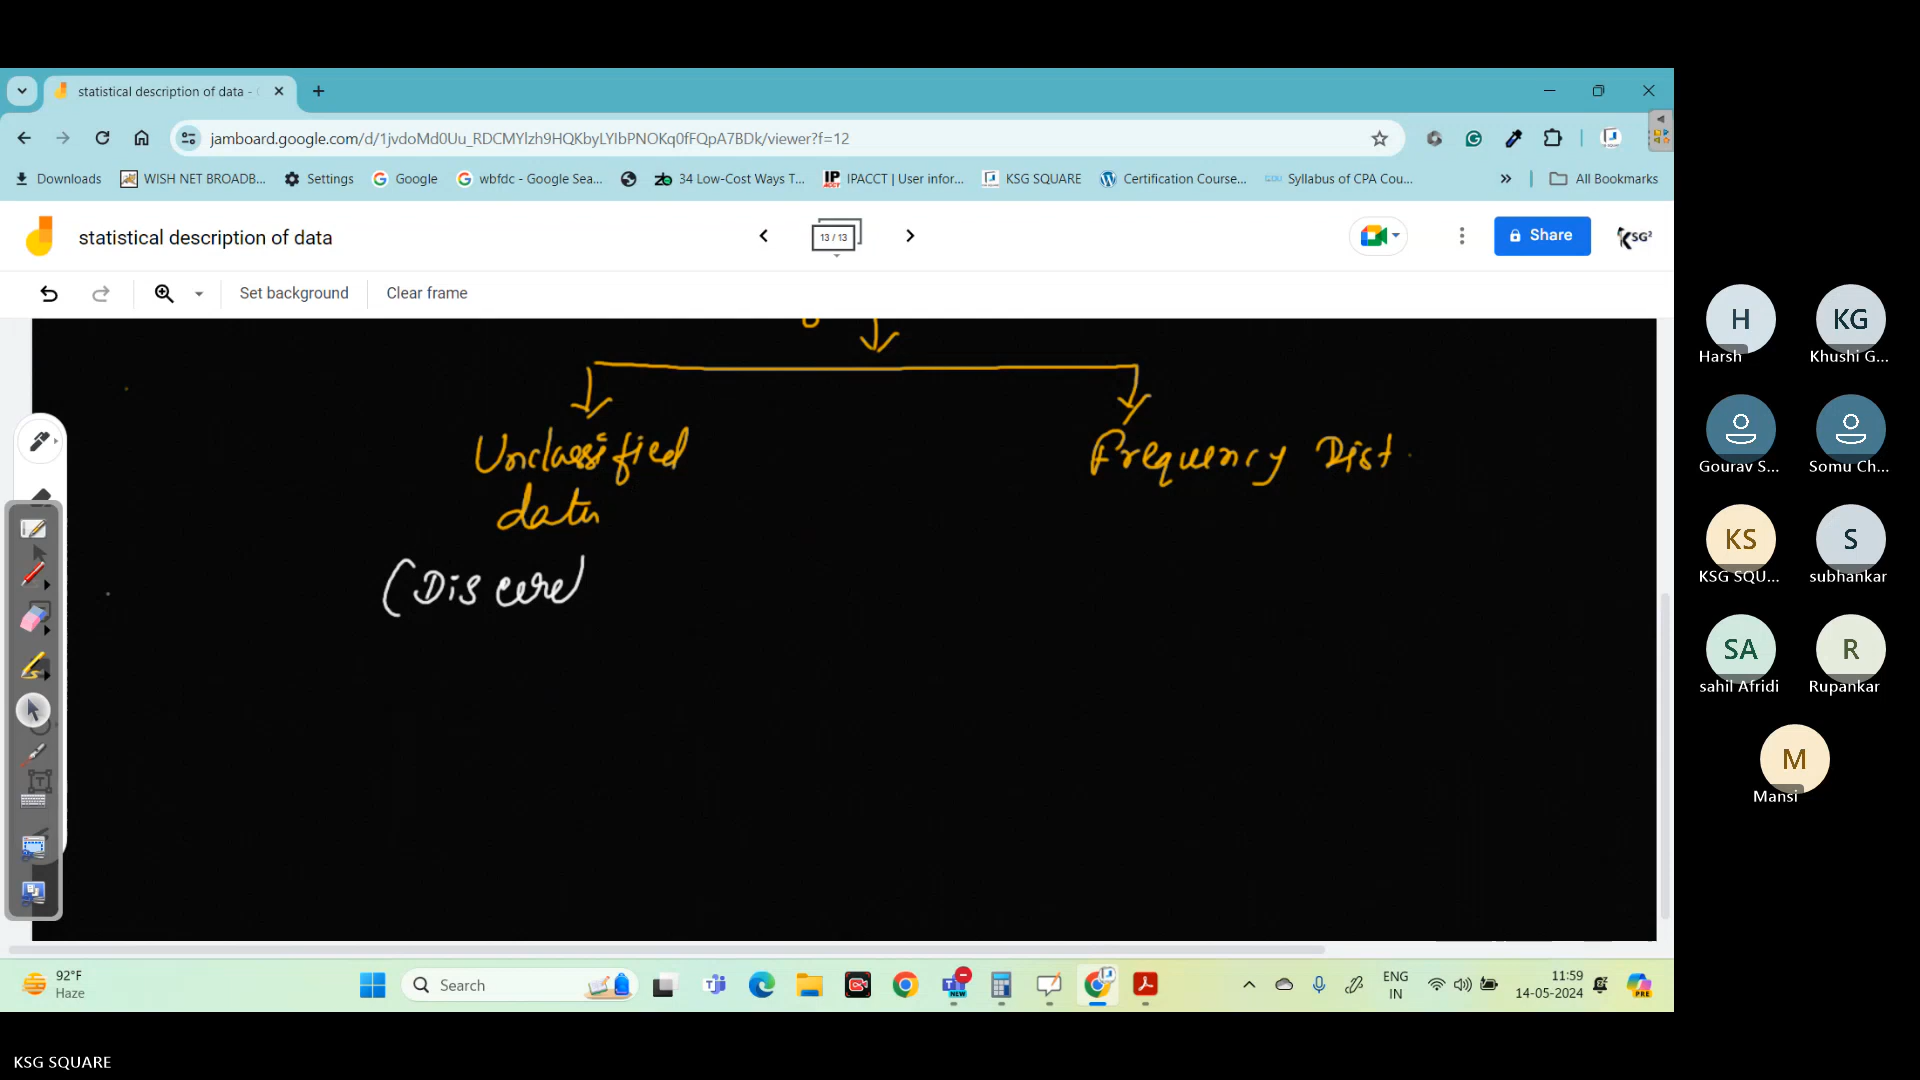 statistical description of data -
jamboard.google.com/d/1jvdoMd0Uu_RDCMYlzh9HQKbyLYlbPNOKq0fFQpA7BDk/viewer?f=12
Downloads WISH NET BROADB... Settings Google wbfdc - Google Sea... 34 Low-Cost Ways T... IPACCT | User infor... KSG SQUARE Certification Course... Syllabus of CPA Cou... » All Bookmarks
statistical description of data
13 / 13
Share
KSG²
Set background Clear frame
Unclassified
data
Frequency Dist
(Dis
H
Harsh
KG
Khushi G...
Gourav S...
Somu Ch...
KS
KSG SQU...
S
subhankar
SA
sahil Afridi
R
Rupankar
M
Mansi
92°F
Haze
Search
NEW
ENG
IN
11:59
14-05-2024
PRE
KSG SQUARE